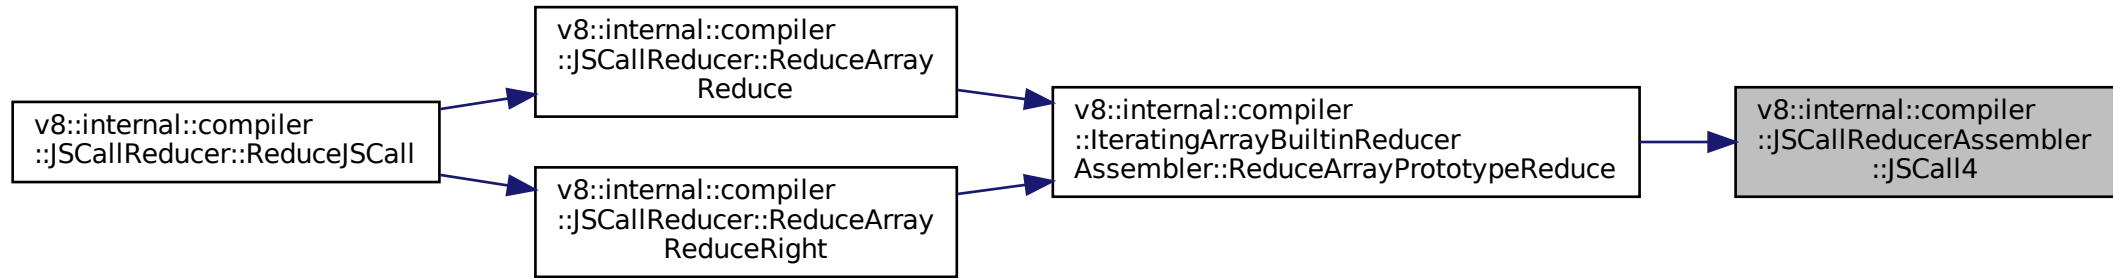 v8::internal::compiler
::JSCallReducer::ReduceJSCall
v8::internal::compiler
::JSCallReducer::ReduceArray
Reduce
v8::internal::compiler
::JSCallReducer::ReduceArray
ReduceRight
v8::internal::compiler
::IteratingArrayBuiltinReducer
Assembler::ReduceArrayPrototypeReduce
v8::internal::compiler
::JSCallReducerAssembler
::JSCall4